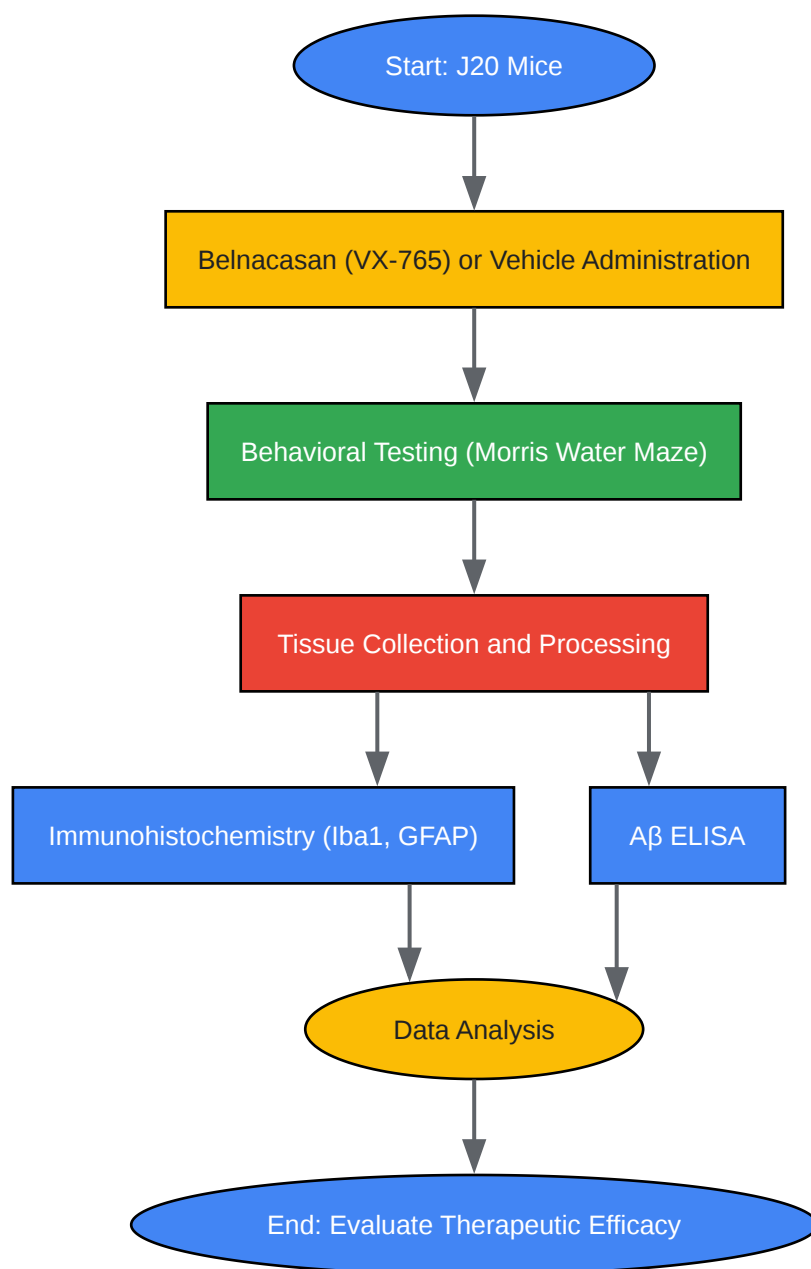 Start: J20 Mice
Belnacasan (VX-765) or Vehicle Administration
Behavioral Testing (Morris Water Maze)
Tissue Collection and Processing
Immunohistochemistry (Iba1, GFAP)
Aβ ELISA
Data Analysis
End: Evaluate Therapeutic Efficacy